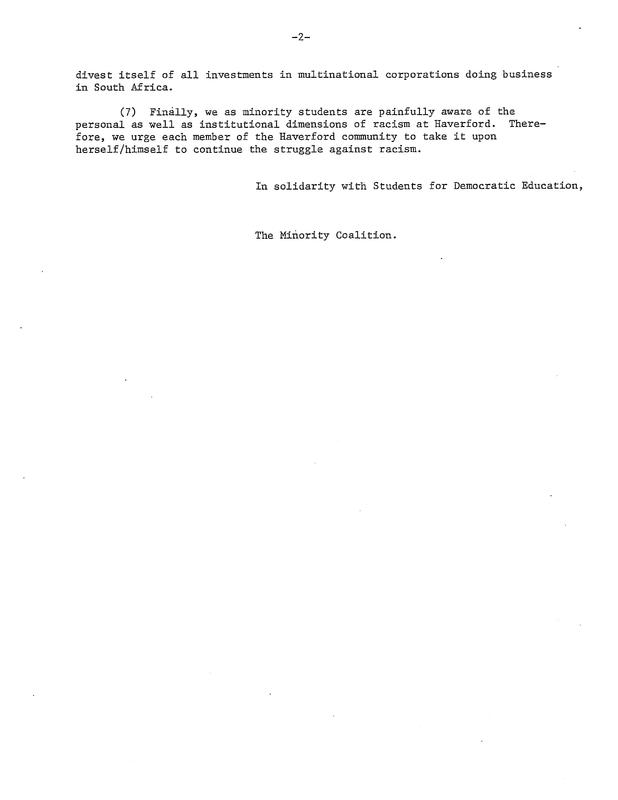 -2-
divest itself of all investments in multinational corporations doing business
in South Africa.
(7) Finally, we as minority students are painfully aware of the
personal as well as institutional dimensions of racism at Haverford. There-
fore, we urge each member of the Haverford community to take it upon
herself/himself to continue the struggle against racism.
In solidarity with Students for Democratic Education,
The Minority Coalition.